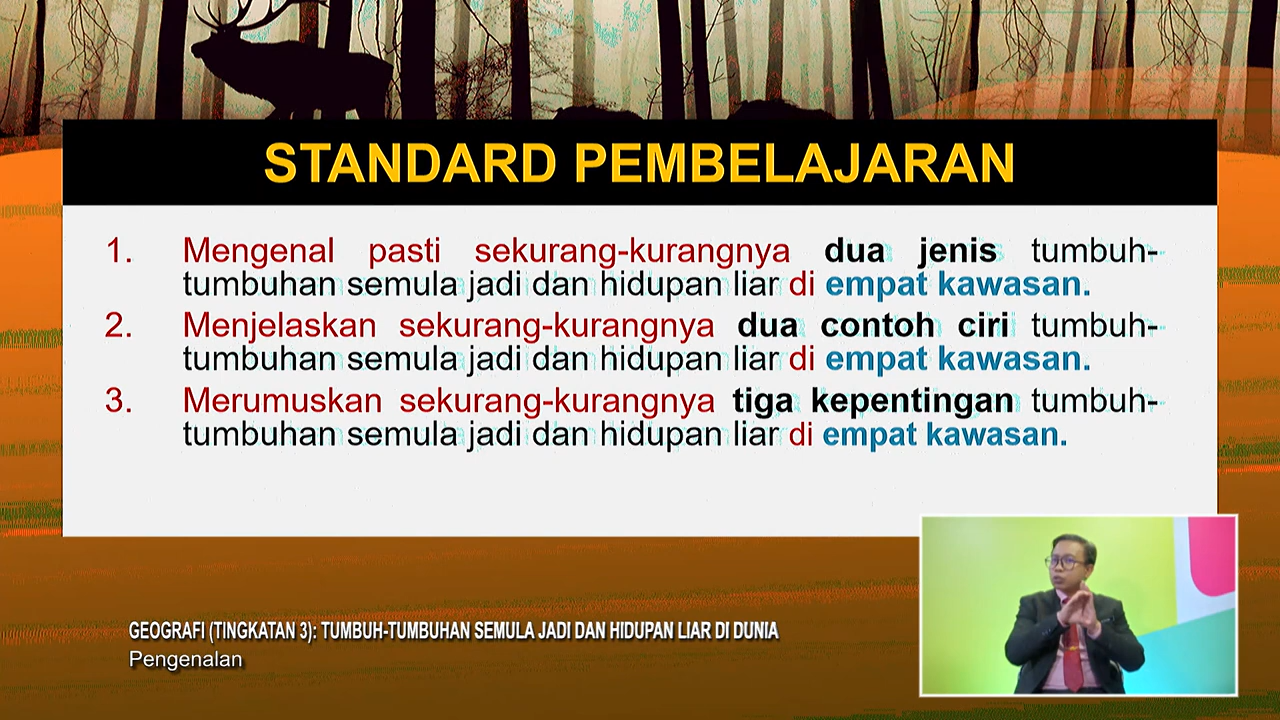 STANDARD PEMBELAJARAN
1. Mengenal pasti sekurang-kurangnya dua jenis tumbuh-
tumbuhan semula jadi dan hidupan liar di empat kawasan.
2. Menjelaskan sekurang-kurangnya dua contoh ciri tumbuh-
tumbuhan semula jadi dan hidupan liar di empat kawasan.
3. Merumuskan sekurang-kurangnya tiga kepentingan tumbuh-
tumbuhan semula jadi dan hidupan liar di empat kawasan.
GEOGRAFI (TINGKATAN 3): TUMBUH-TUMBUHAN SEMULA JADI DAN HIDUPAN LIAR DI DUNIA
Pengenalan